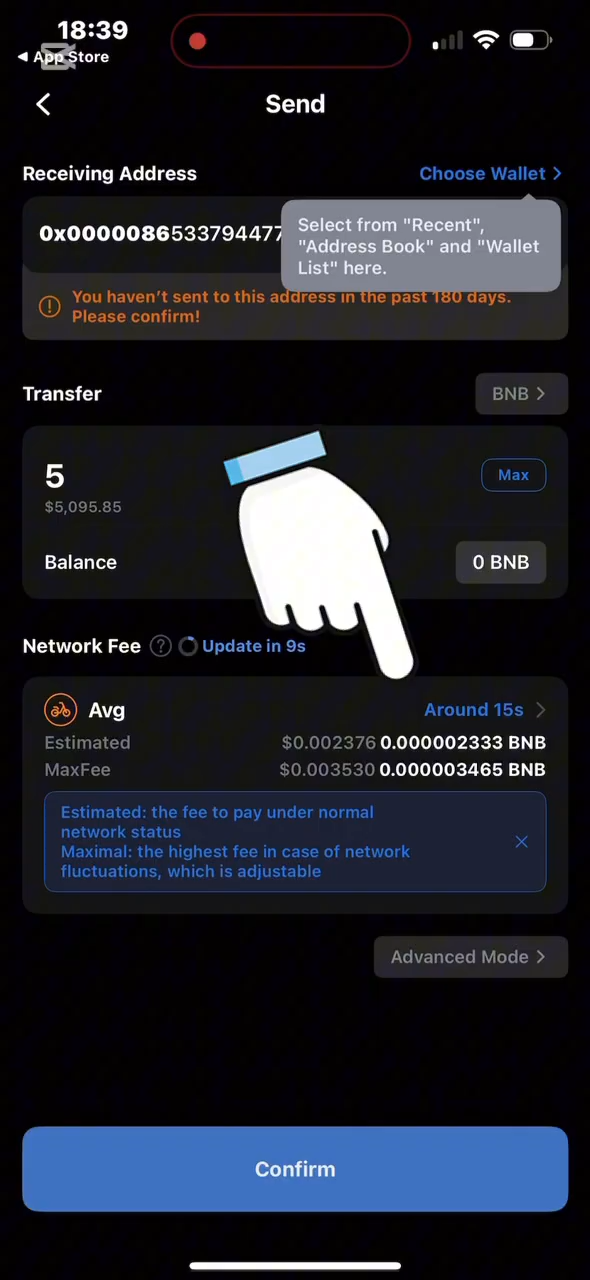 18:39
App Store
Send
Receiving Address
Choose Wallet
0x0000086533794477
Select from "Recent",
"Address Book" and "Wallet
List" here.
You haven't sent to this address in the past 180 days.
Please confirm!
Transfer
BNB
5
Max
$5,095.85
Balance
0 BNB
Network Fee ? Update in 9s
Avg
Around 15s
Estimated
$0.002376 0.000002333 BNB
MaxFee
$0.003530 0.000003465 BNB
Estimated: the fee to pay under normal
network status
Maximal: the highest fee in case of network
fluctuations, which is adjustable
Advanced Mode
Confirm